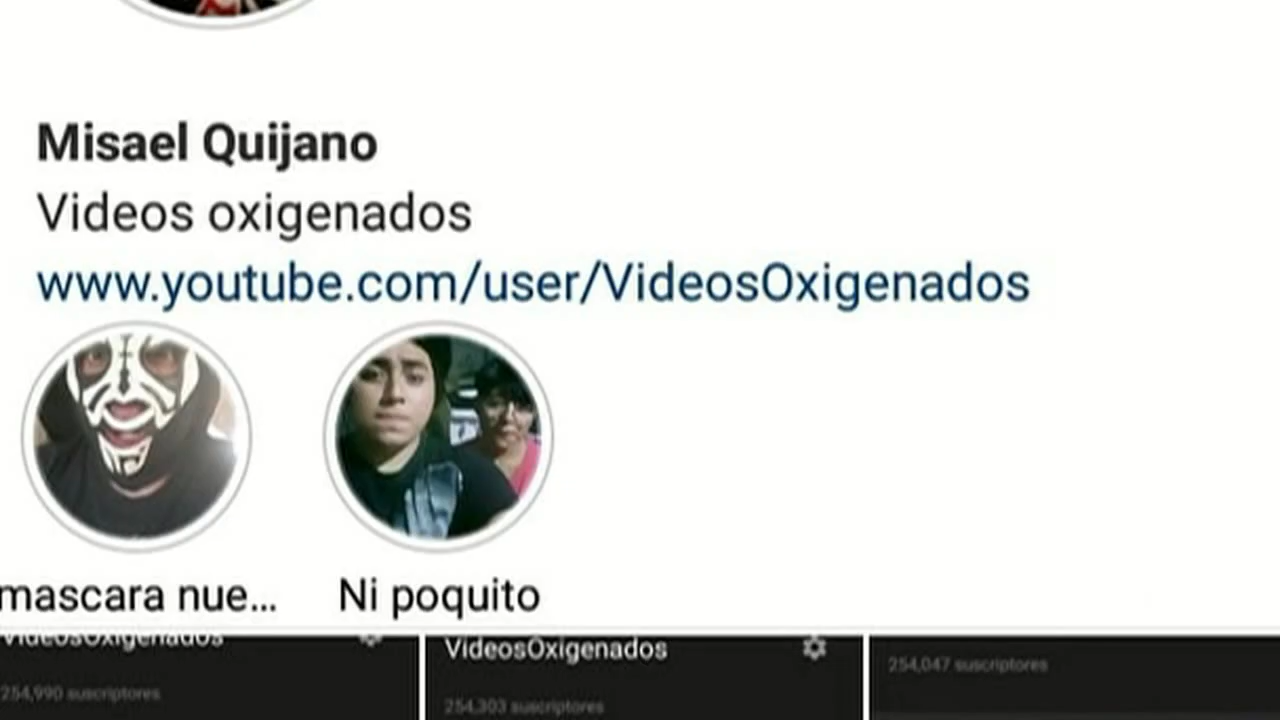 Misael Quijano
Videos oxigenados
www.youtube.com/user/VideosOxigenados
mascara nue... Ni poquito
VideosOxigenados
VideosOxigenados
254,047 suscriptores
254,990 suscriptores
254,303 suscriptores